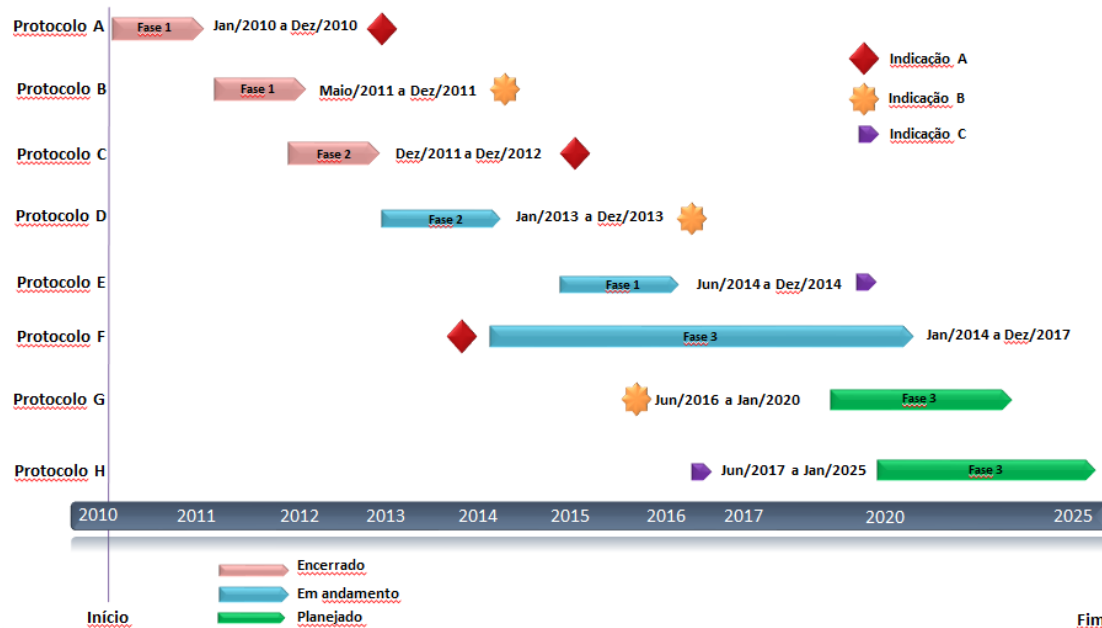 Protocolo A Fase 1 Jan/2010 a Dez/2010
Indicação A
Protocolo B Fase 1 Maio/2011 a Dez/2011
Indicação B
Indicação C
Protocolo C Fase 2 Dez/2011 a Dez/2012
Protocolo D Fase 2 Jan/2013 a Dez/2013
Protocolo E Fase 1 Jun/2014 a Dez/2014
Protocolo F Fase 3 Jan/2014 a Dez/2017
Protocolo G Jun/2016 a Jan/2020 Fase 3
Protocolo H Jun/2017 a Jan/2025 Fase 3
2010 2011 2012 2013 2014 2015 2016 2017 2020 2025
Encerrado
Em andamento
Planejado
Início
Fim